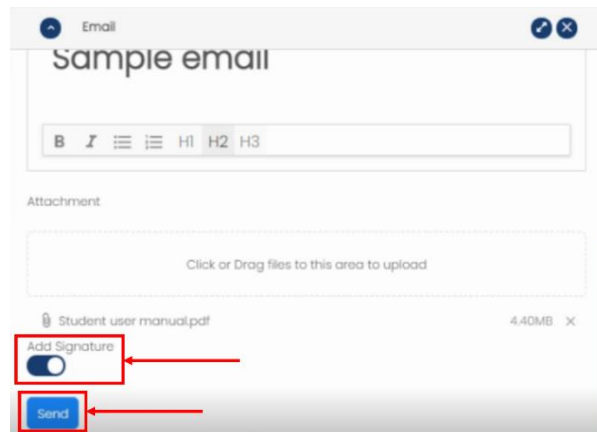 Email
Sample email
B I H1 H2 H3
Attachment
Click or Drag files to this area to upload
Student user manual.pdf 4.40MB
Add Signature
Send